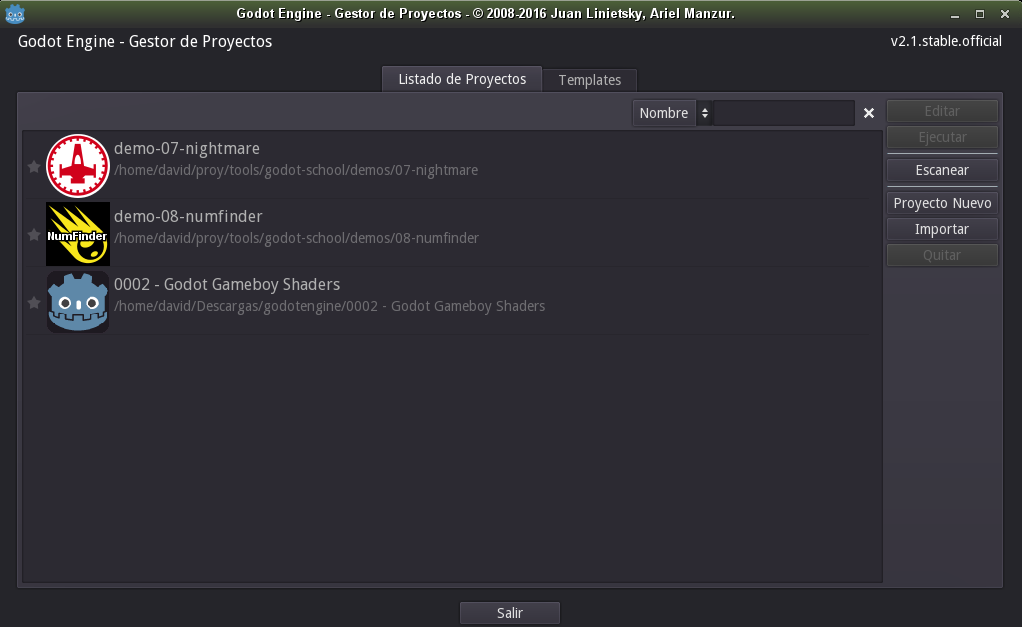 Godot Engine - Gestor de Proyectos - © 2008-2016 Juan Linietsky, Ariel Manzur.
Godot Engine - Gestor de Proyectos
v2.1.stable.official
Listado de Proyectos
Templates
Nombre
Editar
Ejecutar
Escanear
Proyecto Nuevo
Importar
Quitar
demo-07-nightmare
/home/david/proy/tools/godot-school/demos/07-nightmare
NumFinder
demo-08-numfinder
/home/david/proy/tools/godot-school/demos/08-numfinder
0002 - Godot Gameboy Shaders
/home/david/Descargas/godotengine/0002 - Godot Gameboy Shaders
Salir